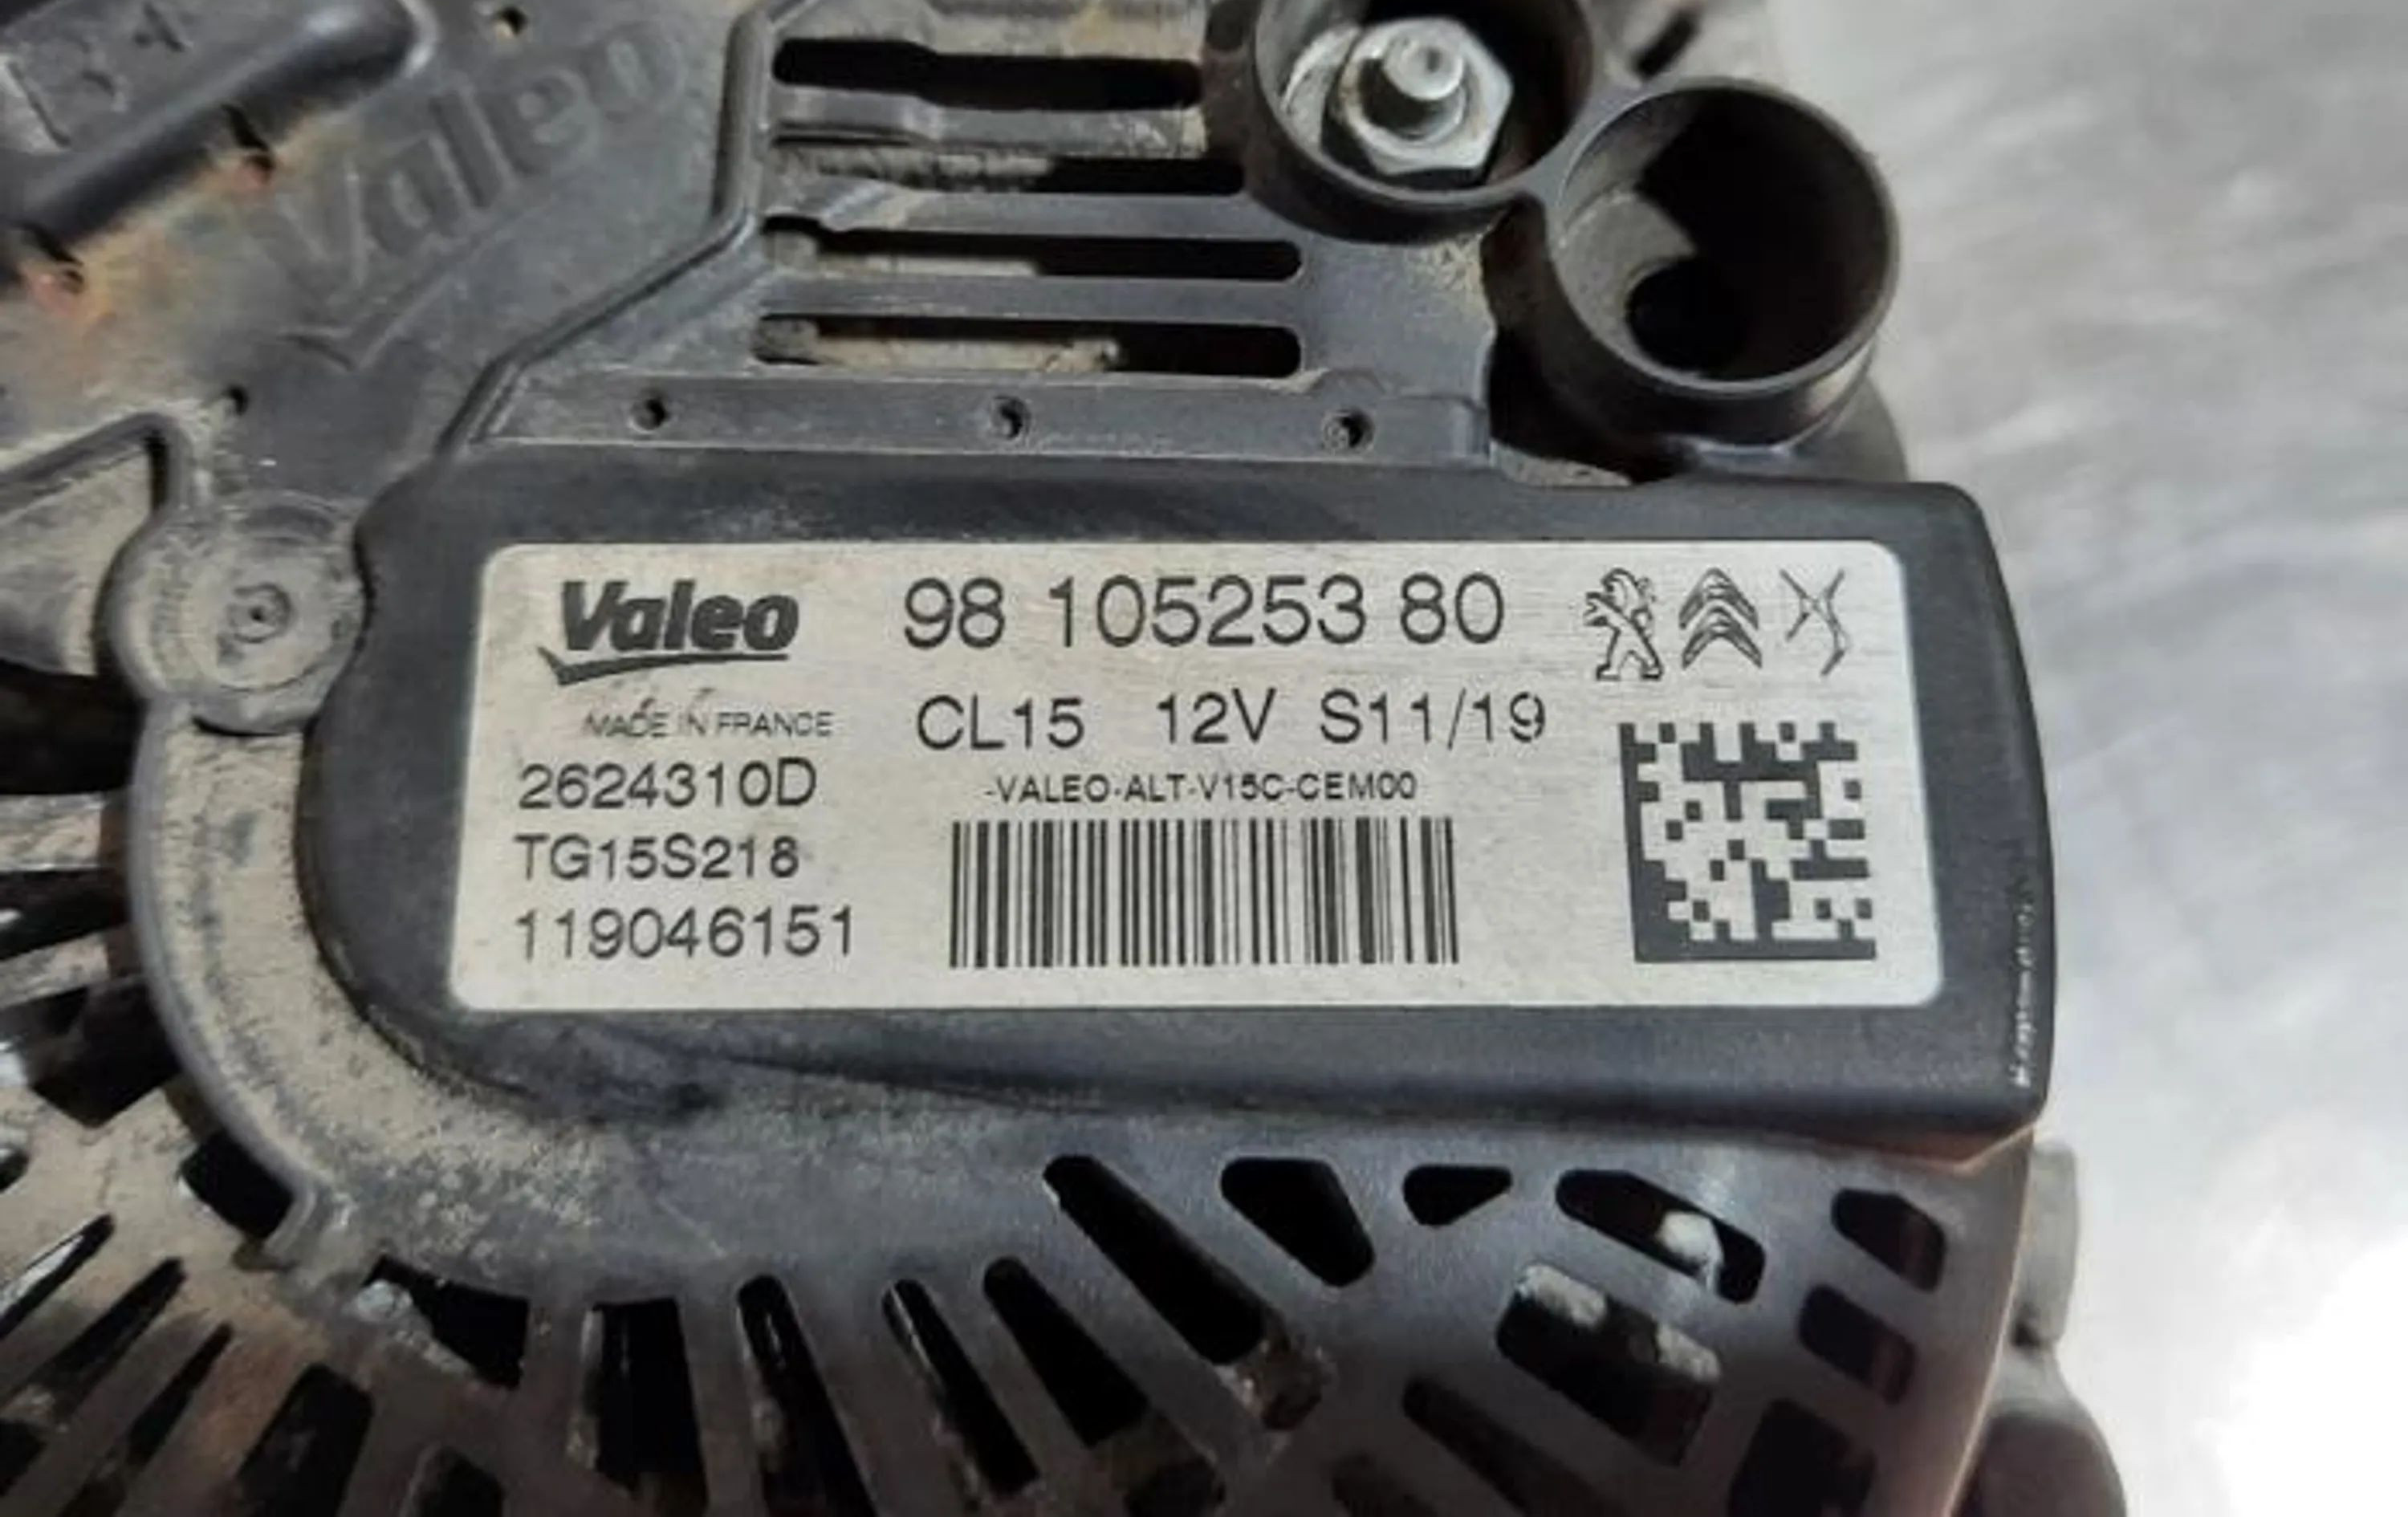 B+
Valeo
Valeo 98 105253 80
MADE IN FRANCE CL15 12V S11/19
2624310D -VALEO-ALT-V15C-CEM00
TG15S218
119046151